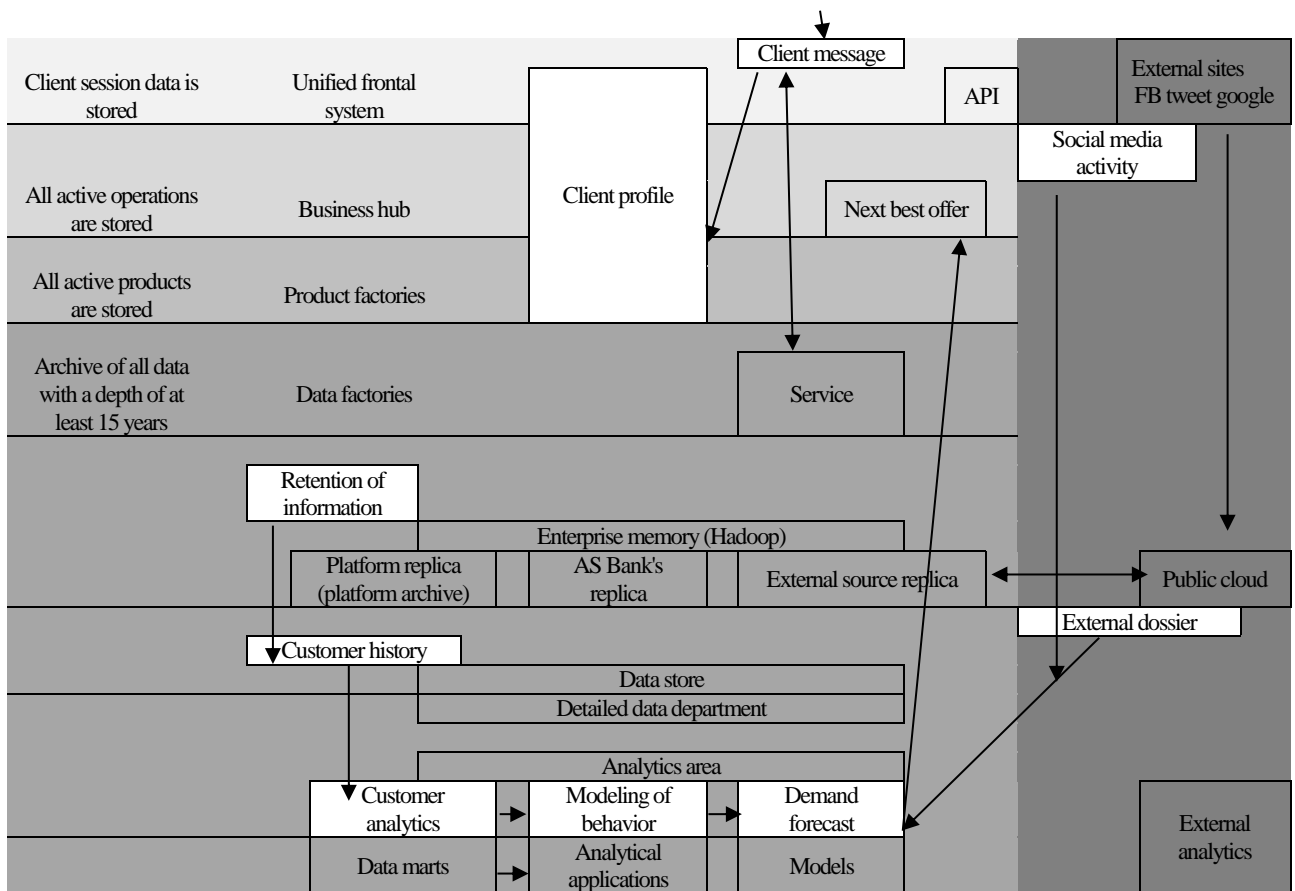 Client message
Client session data is
stored
Unified frontal
system
API
External sites
FB tweet google
Social media
activity
All active operations
are stored
Business hub
Client profile
Next best offer
All active products
are stored
Product factories
Archive of all data
with a depth of at
least 15 years
Data factories
Service
Retention of
information
Enterprise memory (Hadoop)
Platform replica
(platform archive)
AS Bank's
replica
External source replica
Public cloud
External dossier
Customer history
Data store
Detailed data department
Analytics area
Customer
analytics
Modeling of
behavior
Demand
forecast
External
analytics
Data marts
Analytical
applications
Models